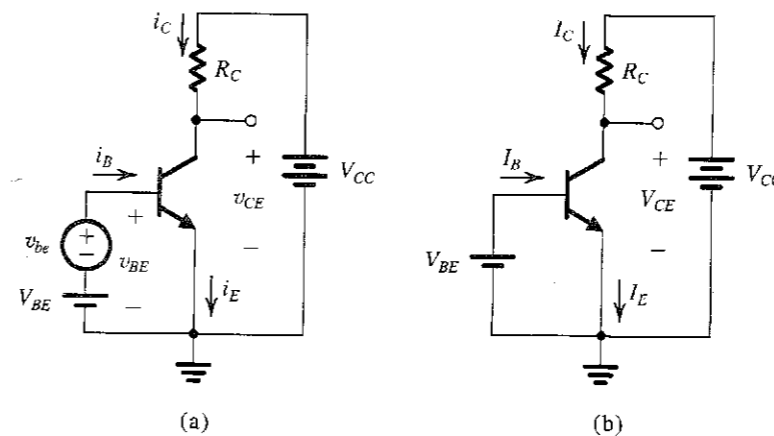 i_C
R_C
i_B
+
v_CE
−
V_CC
v_be
+
−
+
v_BE
−
V_BE
i_E
(a)
I_C
R_C
I_B
+
V_CE
−
V_CC
V_BE
I_E
(b)